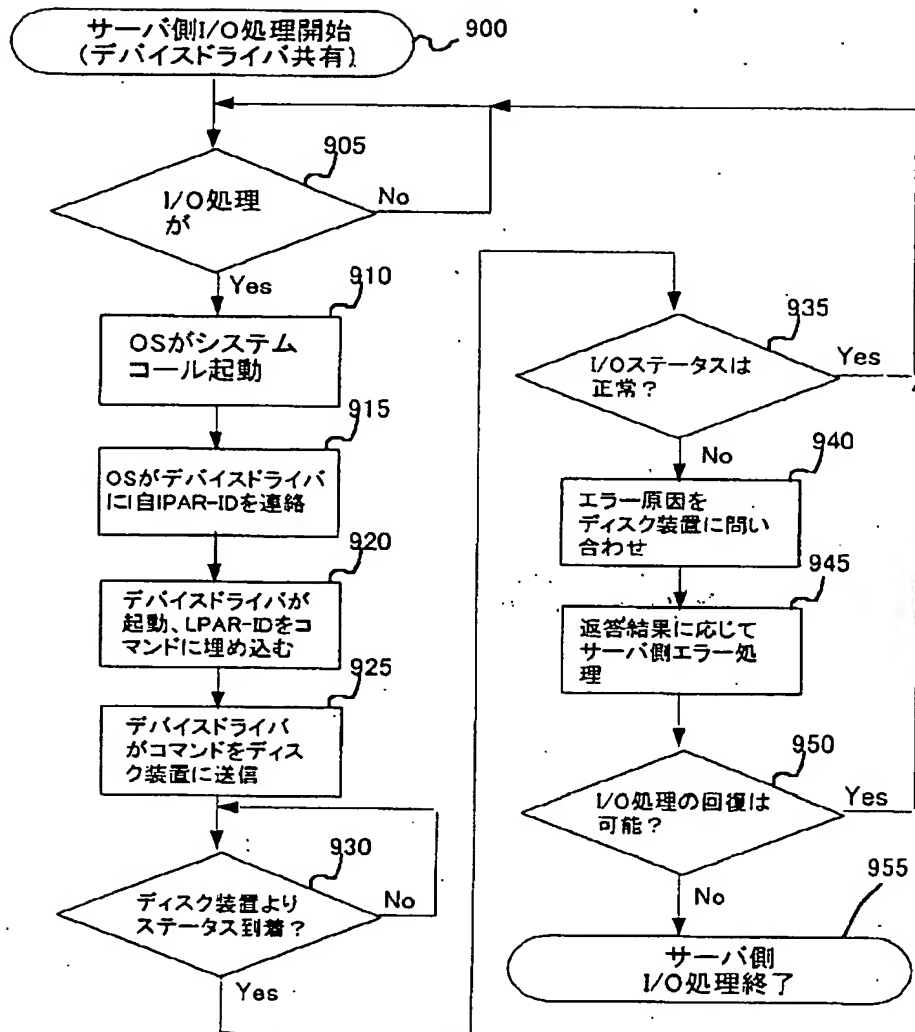 サーバ側I/O処理開始
(デバイスドライバ共有)
900
905
I/O処理
が
No
Yes
910
OSがシステム
コール起動
915
OSがデバイスドライバ
にI自IPAR-IDを連絡
920
デバイスドライバが
起動、LPAR-IDをコ
マンドに埋め込む
925
デバイスドライバ
がコマンドをディス
ク装置に送信
930
ディスク装置より
ステータス到着?
No
Yes
935
I/Oステータスは
正常?
Yes
No
940
エラー原因を
ディスク装置に問い
合わせ
945
返答結果に応じて
サーバ側エラー処
理
950
I/O処理の回復は
可能?
Yes
No
955
サーバ側
I/O処理終了